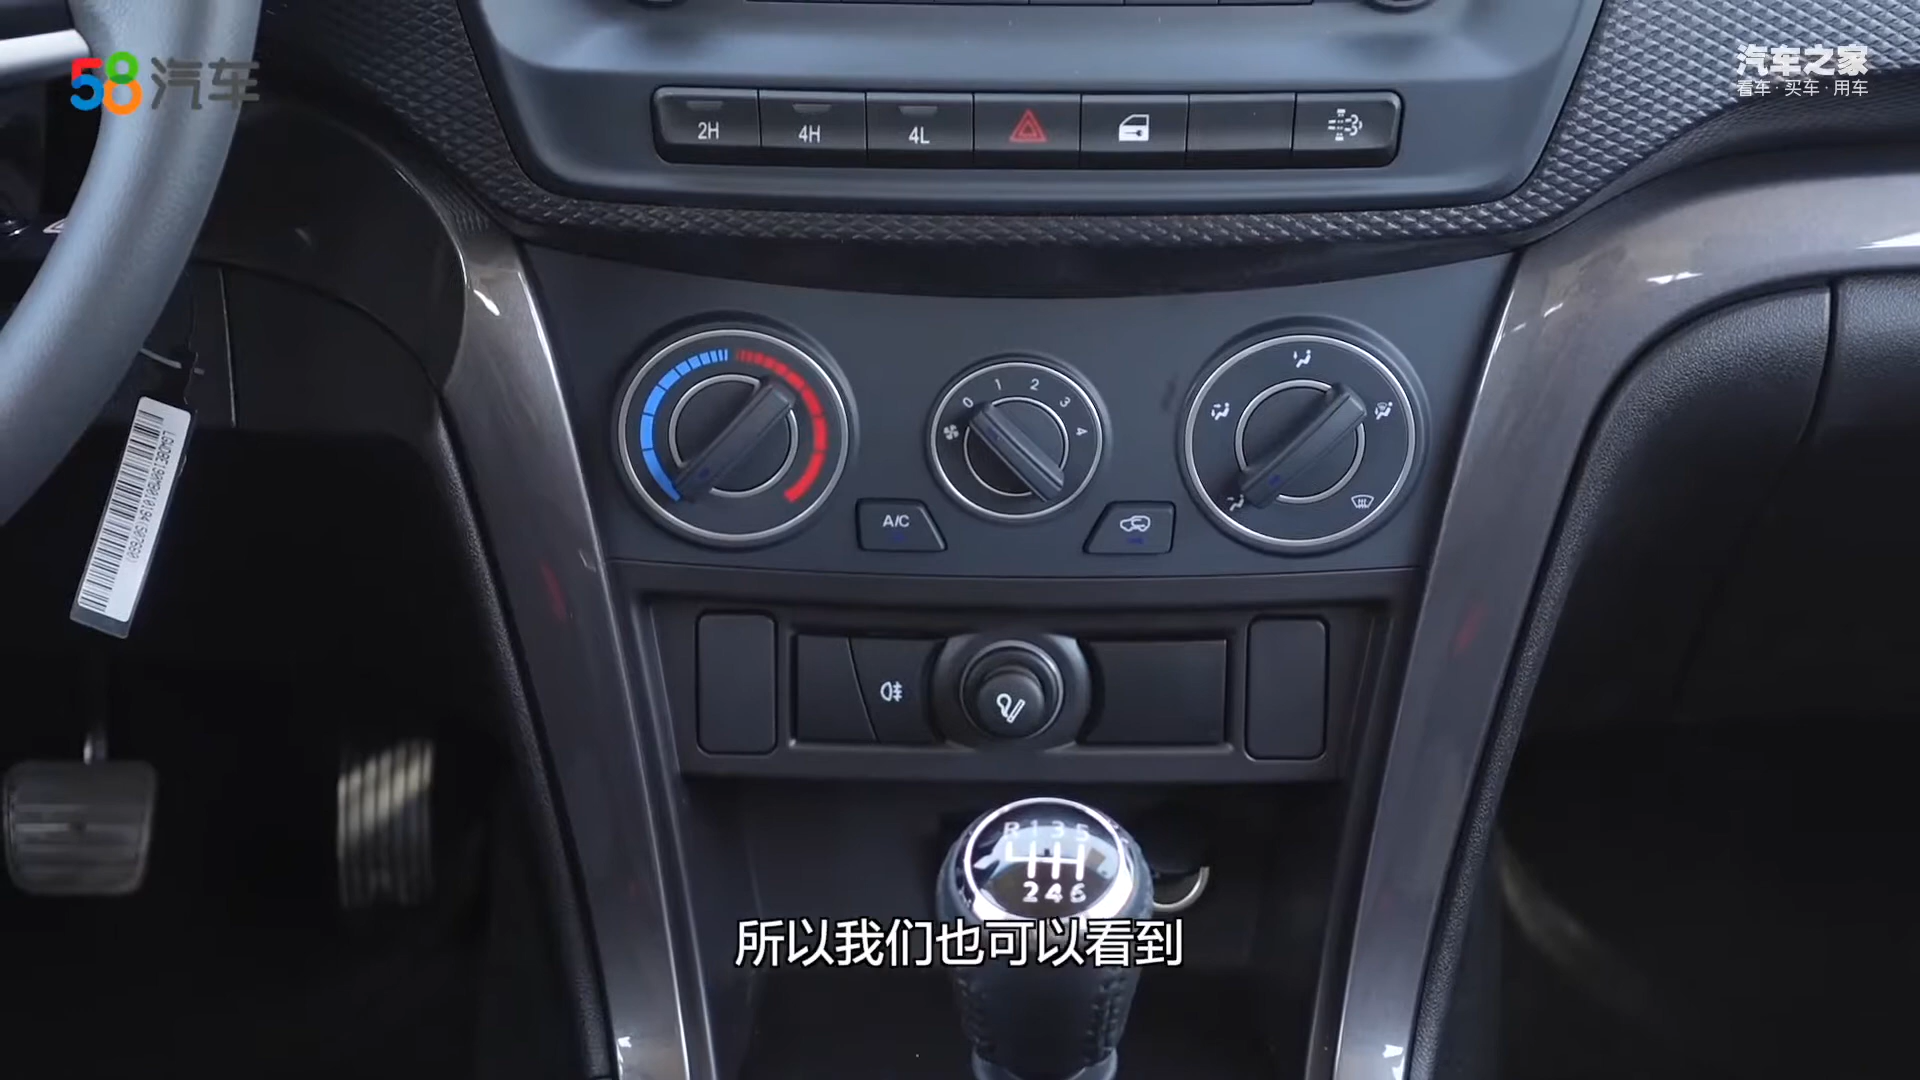 58汽车
汽车之家
看车·买车·用车
2H 4H 4L
0 1 2 3 4
A/C
R 1 3 5
2 4 6
所以我们也可以看到